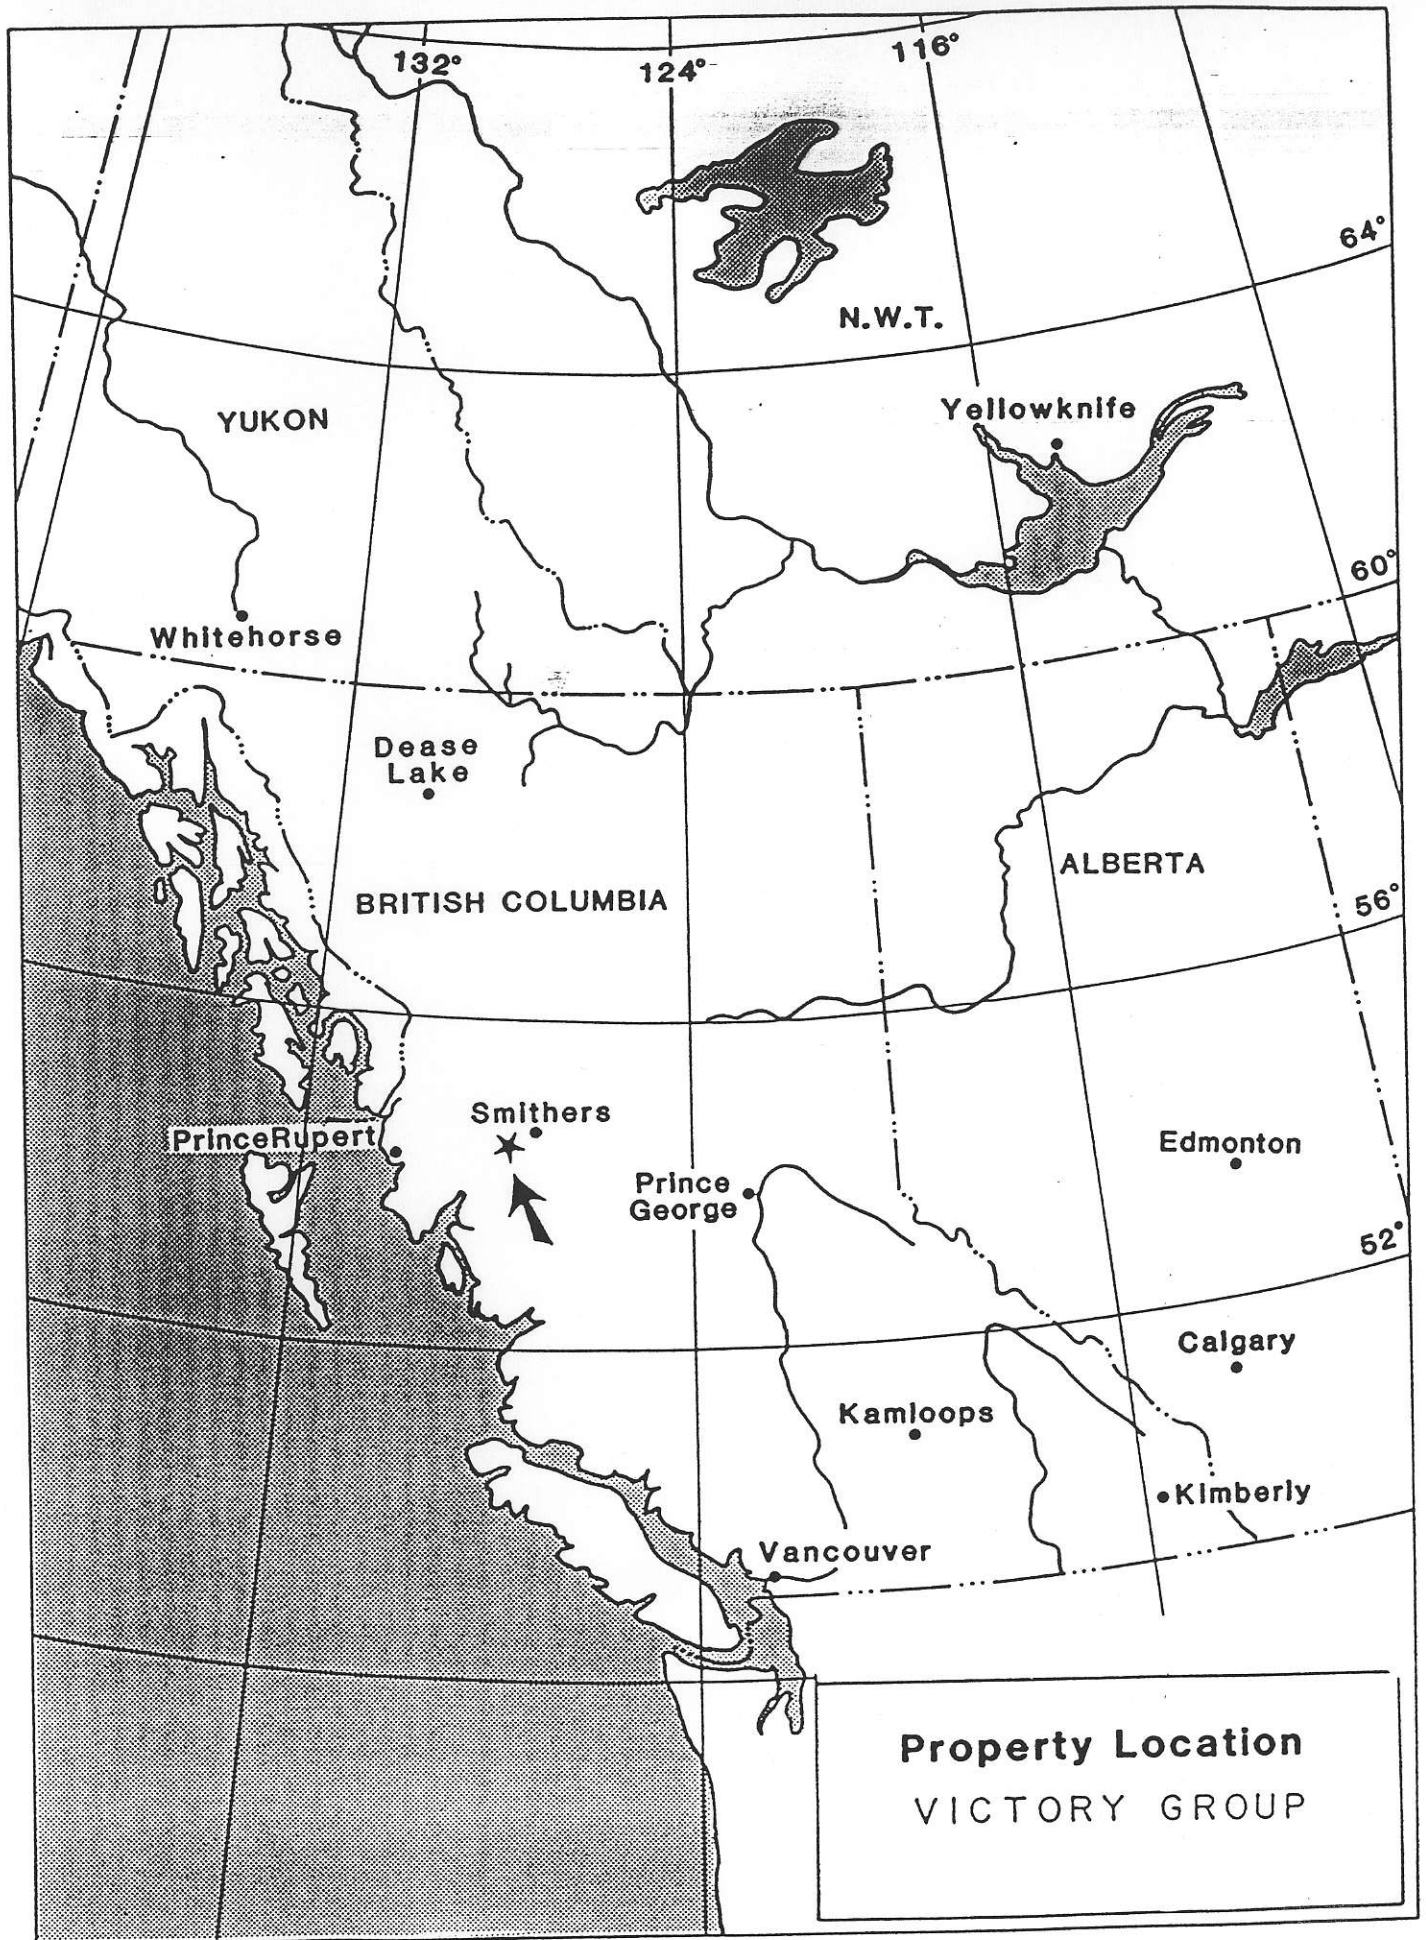 132°
124°
116°
64°
N.W.T.
YUKON
Yellowknife
60°
Whitehorse
Dease
Lake
ALBERTA
56°
BRITISH COLUMBIA
Smithers
PrinceRupert
Edmonton
Prince
George
52°
Calgary
Kamloops
Kimberly
Vancouver
Property Location
VICTORY GROUP